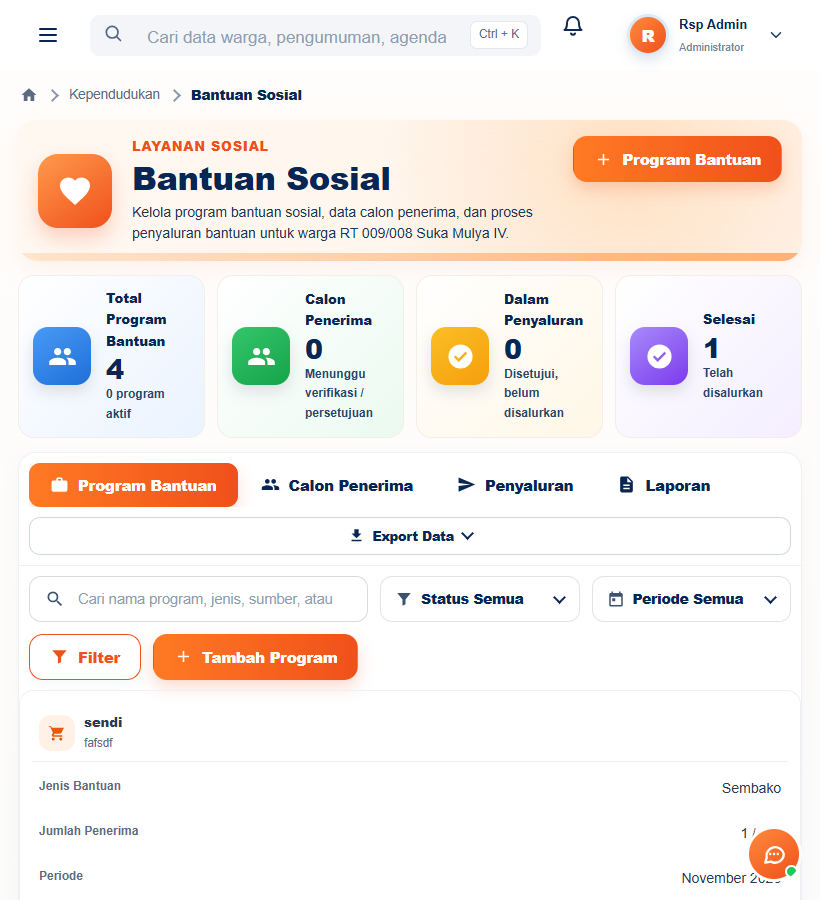 Cari data warga, pengumuman, agenda
Ctrl + K
R
Rsp Admin
Administrator
Kependudukan
Bantuan Sosial
LAYANAN SOSIAL
Bantuan Sosial
Kelola program bantuan sosial, data calon penerima, dan proses
penyaluran bantuan untuk warga RT 009/008 Suka Mulya IV.
+ Program Bantuan
Total
Program
Bantuan
4
0 program
aktif
Calon
Penerima
0
Menunggu
verifikasi /
persetujuan
Dalam
Penyaluran
0
Disetujui,
belum
disalurkan
Selesai
1
Telah
disalurkan
Program Bantuan
Calon Penerima
Penyaluran
Laporan
Export Data
Cari nama program, jenis, sumber, atau
Status Semua
Periode Semua
Filter
+ Tambah Program
sendi
fafsdf
Jenis Bantuan
Sembako
Jumlah Penerima
1 /
Periode
November